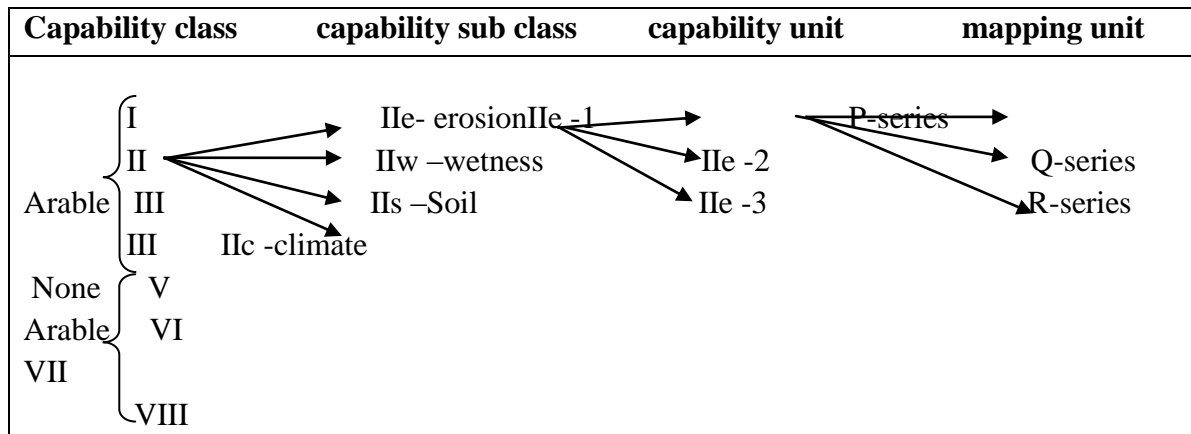 Capability class capability sub class capability unit mapping unit
I IIe- erosionIIe -1 P-series
II IIw –wetness IIe -2 Q-series
Arable III IIs –Soil IIe -3 R-series
III IIc -climate
None V
Arable VI
VII
VIII